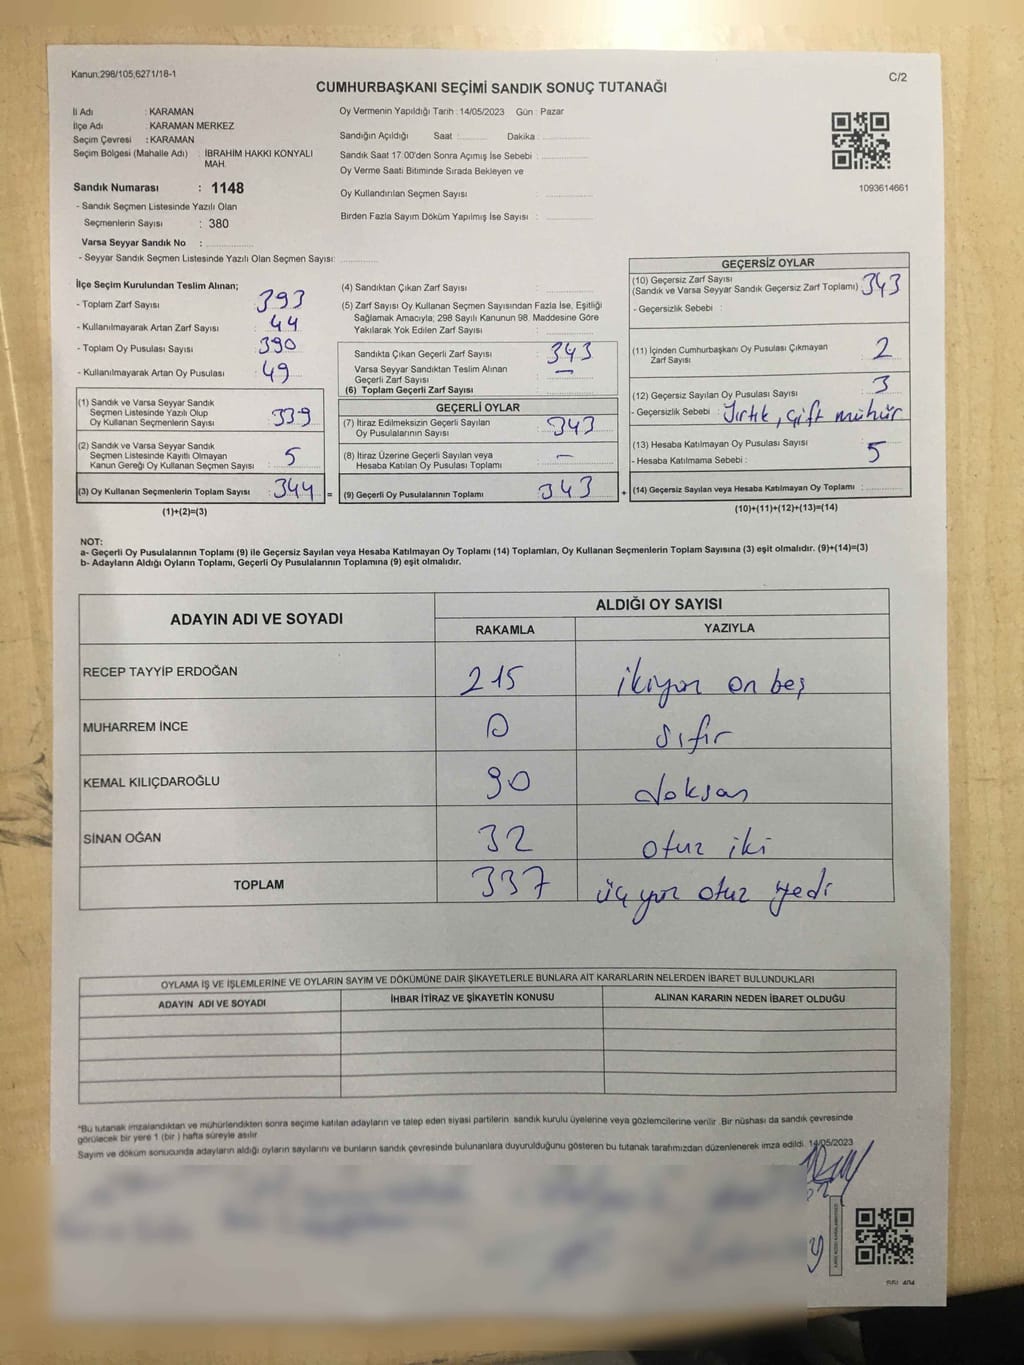 Kanun:298/105,6271/18-1
C/2
CUMHURBAŞKANI SEÇİMİ SANDIK SONUÇ TUTANAĞI
İl Adı : KARAMAN
İlçe Adı : KARAMAN MERKEZ
Seçim Çevresi : KARAMAN
Seçim Bölgesi (Mahalle Adı) : İBRAHİM HAKKI KONYALI
MAH.
Sandık Numarası : 1148
- Sandık Seçmen Listesinde Yazılı Olan
Seçmenlerin Sayısı : 380
Varsa Seyyar Sandık No :
- Seyyar Sandık Seçmen Listesinde Yazılı Olan Seçmen Sayısı:
Oy Vermenin Yapıldığı Tarih : 14/05/2023 Gün : Pazar
Sandığın Açıldığı Saat : Dakika :
Sandık Saat 17:00'den Sonra Açmış İse Sebebi :
Oy Verme Saati Bitiminde Sırada Bekleyen ve
Oy Kullandırılan Seçmen Sayısı :
Birden Fazla Sayım Döküm Yapılmış İse Sayısı :
1093614661
İlçe Seçim Kurulundan Teslim Alınan;
- Toplam Zarf Sayısı : 393
- Kullanılmayarak Artan Zarf Sayısı : 44
- Toplam Oy Pusulası Sayısı : 390
- Kullanılmayarak Artan Oy Pusulası : 49
(1) Sandık ve Varsa Seyyar Sandık
Seçmen Listesinde Yazılı Olup
Oy Kullanan Seçmenlerin Sayısı : 339
(2) Sandık ve Varsa Seyyar Sandık
Seçmen Listesinde Kayıtlı Olmayan
Kanun Gereği Oy Kullanan Seçmen Sayısı : 5
(3) Oy Kullanan Seçmenlerin Toplam Sayısı : 344 =
(1)+(2)=(3)
(4) Sandıktan Çıkan Zarf Sayısı :
(5) Zarf Sayısı Oy Kullanan Seçmen Sayısından Fazla İse, Eşitliği
Sağlamak Amacıyla; 298 Sayılı Kanunun 98. Maddesine Göre
Yakılarak Yok Edilen Zarf Sayısı :
Sandıkta Çıkan Geçerli Zarf Sayısı : 343
Varsa Seyyar Sandıktan Teslim Alınan
Geçerli Zarf Sayısı : —
(6) Toplam Geçerli Zarf Sayısı :
GEÇERLİ OYLAR
(7) İtiraz Edilmeksizin Geçerli Sayılan
Oy Pusulalarının Sayısı : 343
(8) İtiraz Üzerine Geçerli Sayılan veya
Hesaba Katılan Oy Pusulası Toplamı : —
(9) Geçerli Oy Pusulalarının Toplamı : 343 +
GEÇERSİZ OYLAR
(10) Geçersiz Zarf Sayısı
(Sandık ve Varsa Seyyar Sandık Geçersiz Zarf Toplamı) : 343
- Geçersizlik Sebebi :
(11) İçinden Cumhurbaşkanı Oy Pusulası Çıkmayan
Zarf Sayısı : 2
(12) Geçersiz Sayılan Oy Pusulası Sayısı : 3
- Geçersizlik Sebebi : Yırtık, çift mühür
(13) Hesaba Katılmayan Oy Pusulası Sayısı : 5
- Hesaba Katılmama Sebebi :
(14) Geçersiz Sayılan veya Hesaba Katılmayan Oy Toplamı :
(10)+(11)+(12)+(13)=(14)
NOT:
a- Geçerli Oy Pusulalarının Toplamı (9) ile Geçersiz Sayılan veya Hesaba Katılmayan Oy Toplamı (14) Toplamları, Oy Kullanan Seçmenlerin Toplam Sayısına (3) eşit olmalıdır. (9)+(14)=(3)
b- Adayların Aldığı Oyların Toplamı, Geçerli Oy Pusulalarının Toplamına (9) eşit olmalıdır.
ADAYIN ADI VE SOYADI
ALDIĞI OY SAYISI
RAKAMLA YAZIYLA
RECEP TAYYİP ERDOĞAN 215 ikiyüz on beş
MUHARREM İNCE 0 sıfır
KEMAL KILIÇDAROĞLU 90 doksan
SİNAN OĞAN 32 otuz iki
TOPLAM 337 üç yüz otuz yedi
OYLAMA İŞ VE İŞLEMLERİNE VE OYLARIN SAYIM VE DÖKÜMÜNE DAİR ŞİKAYETLERLE BUNLARA AİT KARARLARIN NELERDEN İBARET BULUNDUKLARI
ADAYIN ADI VE SOYADI İHBAR İTİRAZ VE ŞİKAYETİN KONUSU ALINAN KARARIN NEDEN İBARET OLDUĞU
"Bu tutanak imzalandıktan ve mühürlendikten sonra seçime katılan adayların ve talep eden siyasi partilerin sandık kurulu üyelerine veya gözlemcilerine verilir. Bir nüshası da sandık çevresinde
görülecek bir yere 1 (bir) hafta süreyle asılır.
Sayım ve döküm sonucunda adayların aldığı oyların sayılarını ve bunların sandık çevresinde bulunanlara duyurulduğunu gösteren bu tutanak tarafımızdan düzenlenerek imza edildi. 14/05/2023